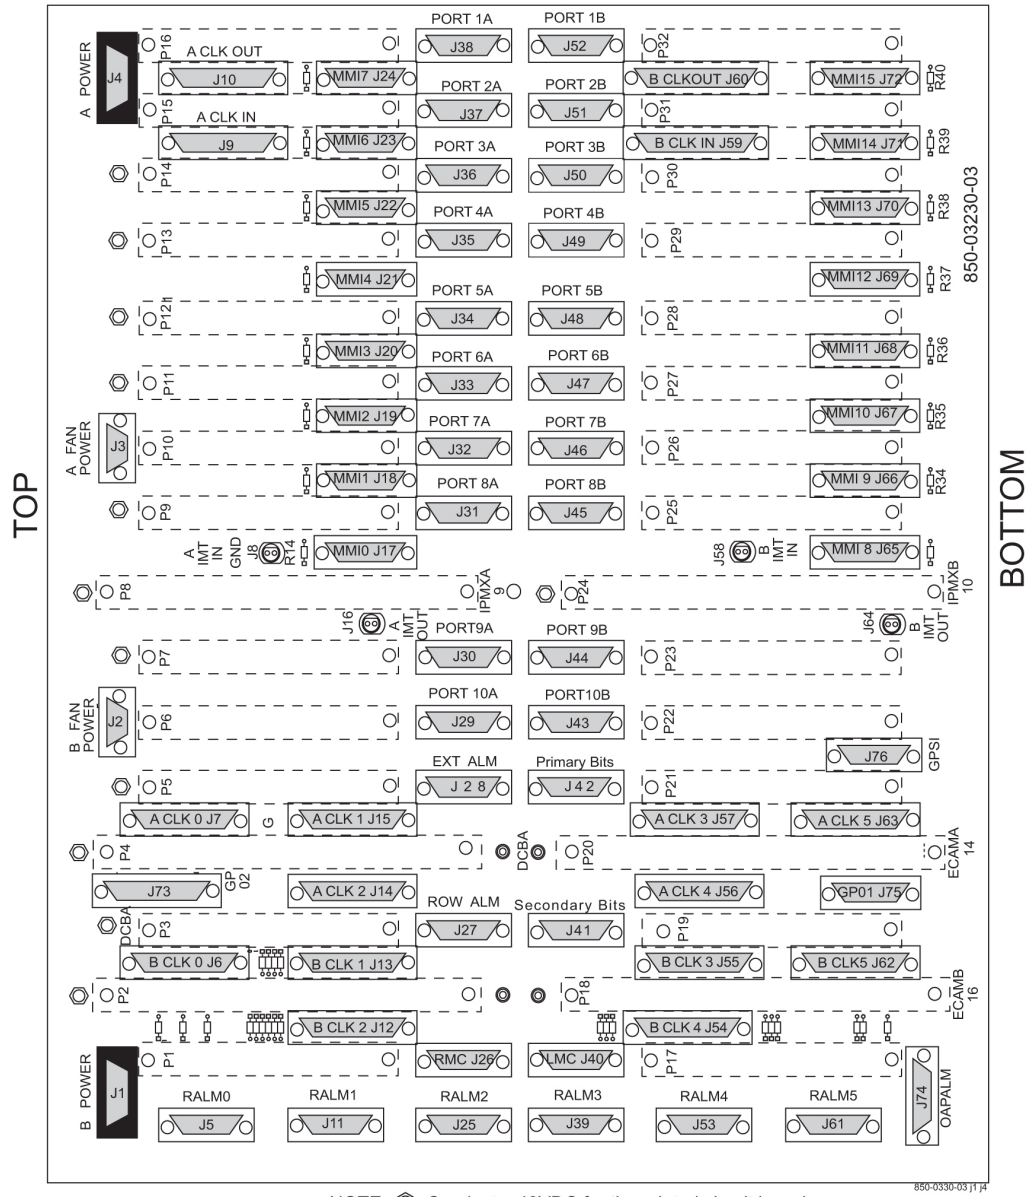 PORT 1A PORT 1B
P16 J38 J52 P32
A CLK OUT
A POWER J4 J10 MMI7 J24 B CLKOUT J60 MMI15 J72 R40
PORT 2A PORT 2B
P15 J37 J51 P31
A CLK IN
J9 MMI6 J23 B CLK IN J59 MMI14 J71 R39
PORT 3A PORT 3B
P14 J36 J50 P30
MMI5 J22 MMI13 J70 R38
850-03230-03
PORT 4A PORT 4B
P13 J35 J49 P29
MMI4 J21 MMI12 J69 R37
PORT 5A PORT 5B
P121 J34 J48 P28
MMI3 J20 MMI11 J68 R36
PORT 6A PORT 6B
P11 J33 J47 P27
MMI2 J19 MMI10 J67 R35
PORT 7A PORT 7B
A FAN
POWER
J3 P10 J32 J46 P26
MMI1 J18 MMI 9 J66 R34
PORT 8A PORT 8B
P9 J31 J45 P25
TOP
BOTTOM
A
IMT
IN
GND
J8 R14 MMI0 J17 J58
B
IMT
IN
MMI 8 J65
P8 IPMXA
9
P24 IPMXB
10
J16
A
IMT
OUT
J64
B
IMT
OUT
PORT9A PORT 9B
P7 J30 J44 P23
PORT 10A PORT10B
B FAN
POWER
J2 P6 J29 J43 P22
J76 GPSI
EXT ALM Primary Bits
P5 J 2 8 J 4 2 P21
A CLK 0 J7 G A CLK 1 J15 A CLK 3 J57 A CLK 5 J63
P4 DCBA P20 ECAMA
14
J73 GP
02
A CLK 2 J14 A CLK 4 J56 GP01 J75
ROW ALM Secondary Bits
DCBA P3 J27 J41 P19
B CLK 0 J6 B CLK 1 J13 B CLK 3 J55 B CLK5 J62
P2 P18 ECAMB
16
B CLK 2 J12 B CLK 4 J54
B POWER J1 P1 RMC J26 LMC J40 P17
RALM0 RALM1 RALM2 RALM3 RALM4 RALM5
J5 J11 J25 J39 J53 J61 J74 OAPALM
850-0330-03 j1 j4